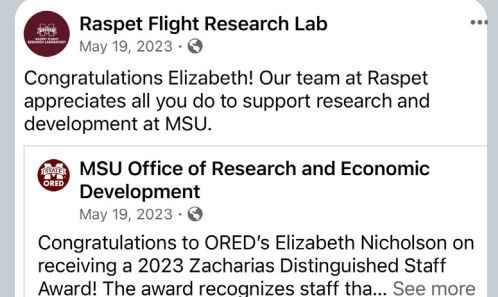 Raspet Flight Research Lab
May 19, 2023 ·
Congratulations Elizabeth! Our team at Raspet
appreciates all you do to support research and
development at MSU.
STATE
ORED
MSU Office of Research and Economic
Development
May 19, 2023 ·
Congratulations to ORED’s Elizabeth Nicholson on
receiving a 2023 Zacharias Distinguished Staff
Award! The award recognizes staff tha... See more